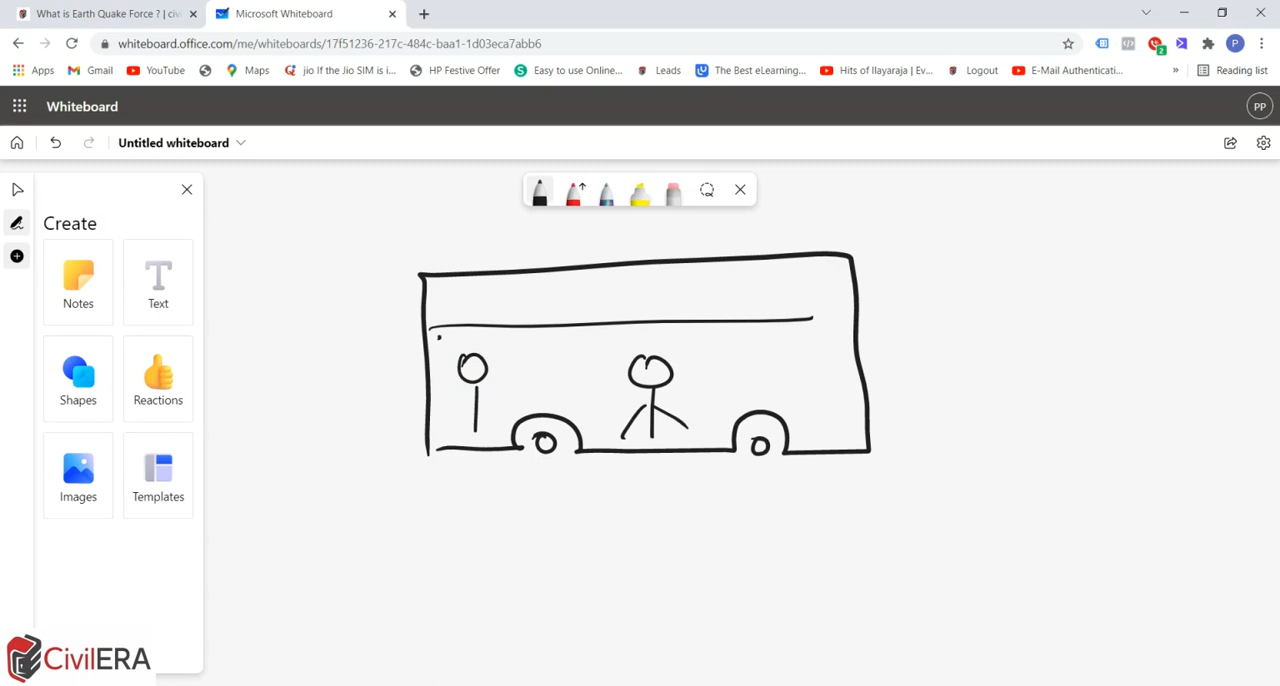 What is Earth Quake Force ? | civ
Microsoft Whiteboard
whiteboard.office.com/me/whiteboards/17f51236-217c-484c-baa1-1d03eca7abb6
2
P
Apps
Gmail
YouTube
Maps
jio If the Jio SIM is i...
HP Festive Offer
Easy to use Online...
Leads
The Best eLearning...
Hits of Ilayaraja | Ev...
Logout
E-Mail Authenticati...
»
Reading list
Whiteboard
PP
Untitled whiteboard
Create
Notes
Text
Shapes
Reactions
Images
Templates
CivilERA